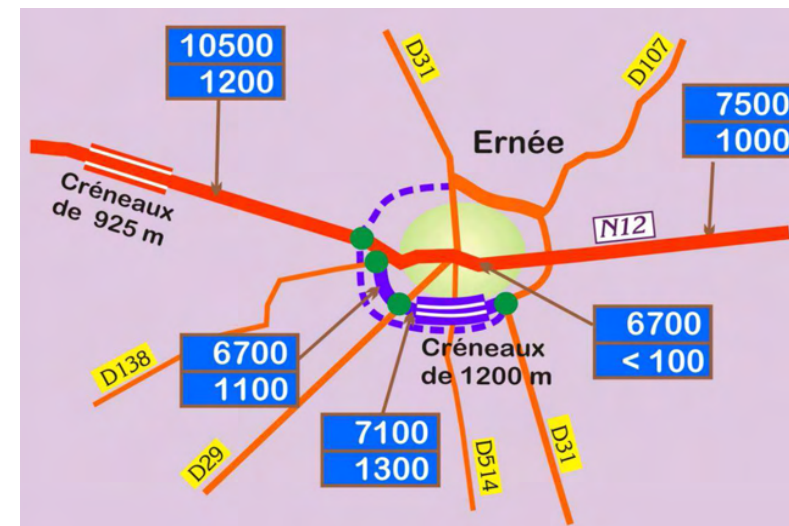 10500
1200
D31
D107
7500
1000
Ernée
Créneaux
de 925 m
N12
6700
< 100
Créneaux
de 1200 m
6700
1100
D138
7100
1300
D29
D514
D31